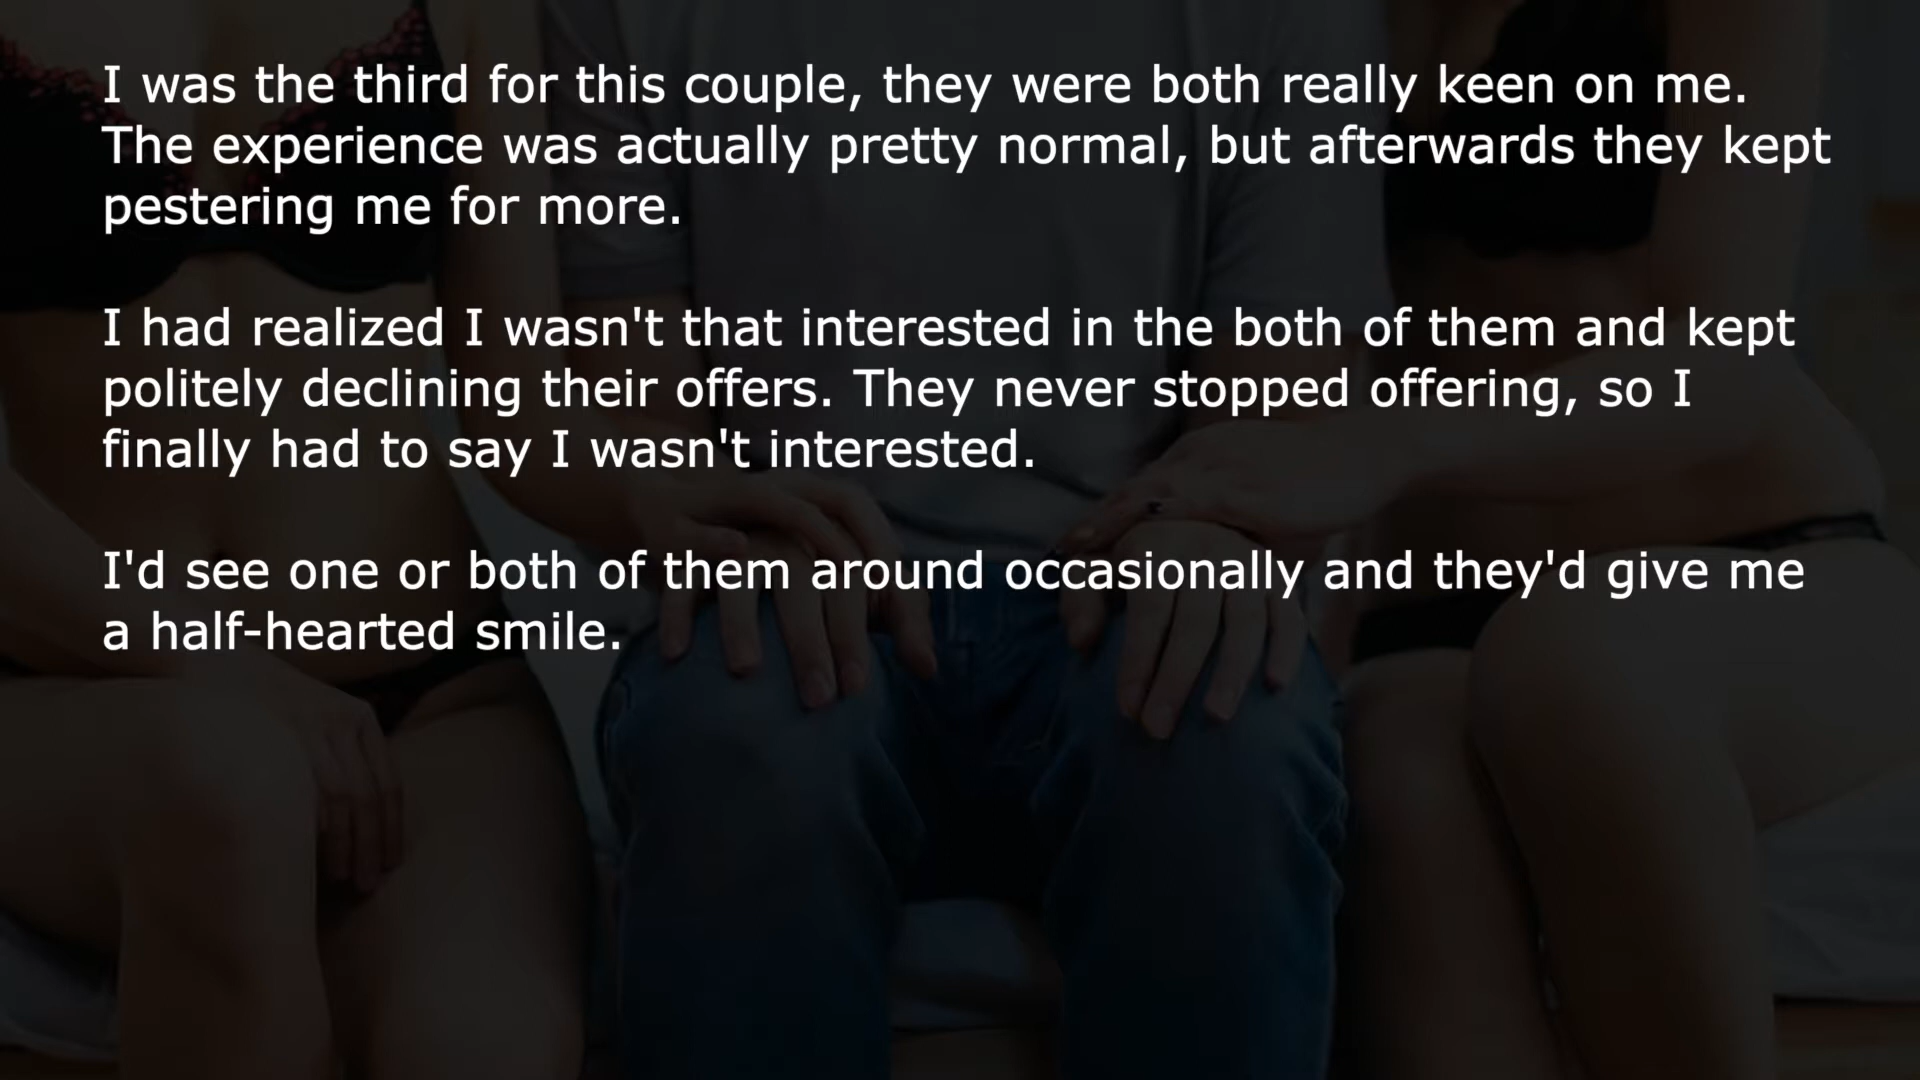 I was the third for this couple, they were both really keen on me.
The experience was actually pretty normal, but afterwards they kept
pestering me for more.
I had realized I wasn't that interested in the both of them and kept
politely declining their offers. They never stopped offering, so I
finally had to say I wasn't interested.
I'd see one or both of them around occasionally and they'd give me
a half-hearted smile.